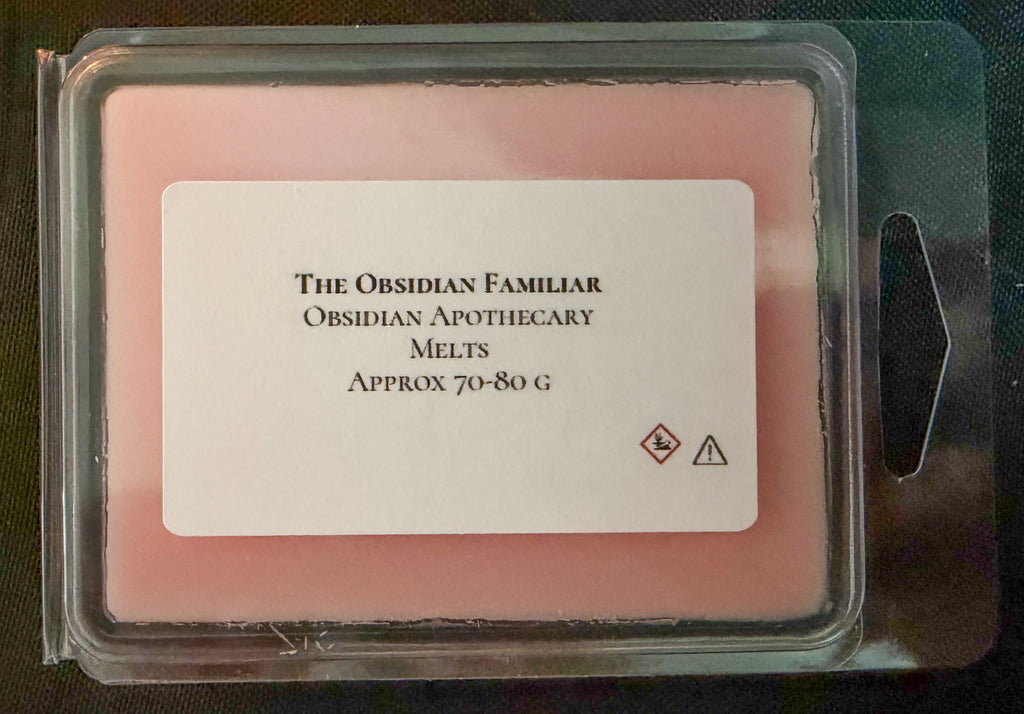 The Obsidian Familiar
Obsidian Apothecary
Melts
Approx 70-80 g